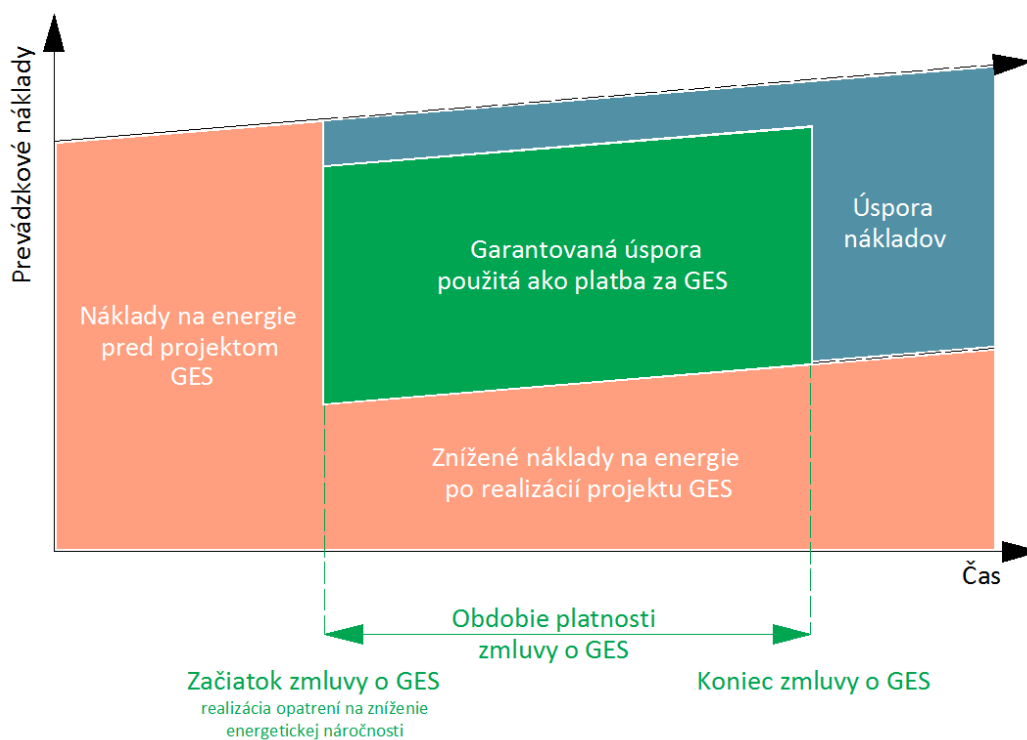 Prevádzkové náklady
Úspora
nákladov
Garantovaná úspora
použitá ako platba za GES
Náklady na energie
pred projektom
GES
Znížené náklady na energie
po realizácií projektu GES
Čas
Obdobie platnosti
zmluvy o GES
Začiatok zmluvy o GES
realizácia opatrení na zníženie
energetickej náročnosti
Koniec zmluvy o GES